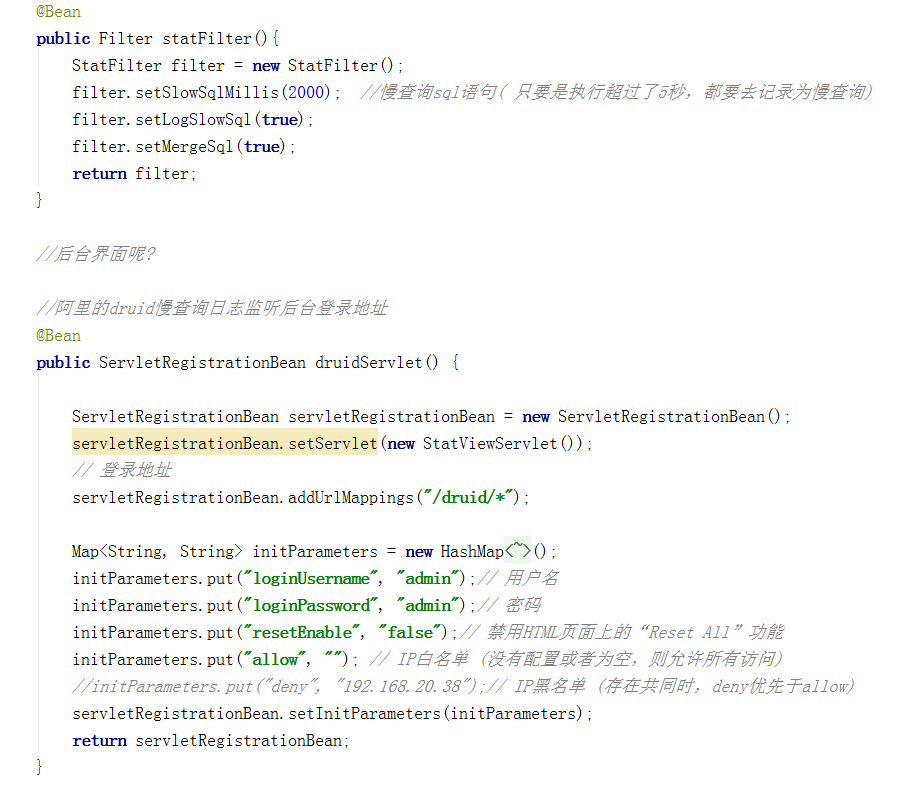 @Bean
public Filter statFilter(){
    StatFilter filter = new StatFilter();
    filter.setSlowSqlMillis(2000);  //慢查询sql语句( 只要是执行超过了5秒，都要去记录为慢查询)
    filter.setLogSlowSql(true);
    filter.setMergeSql(true);
    return filter;
}
//后台界面呢?
//阿里的druid慢查询日志监听后台登录地址
@Bean
public ServletRegistrationBean druidServlet() {
    ServletRegistrationBean servletRegistrationBean = new ServletRegistrationBean();
    servletRegistrationBean.setServlet(new StatViewServlet());
    // 登录地址
    servletRegistrationBean.addUrlMappings("/druid/*");
    Map<String, String> initParameters = new HashMap<~>();
    initParameters.put("loginUsername", "admin");// 用户名
    initParameters.put("loginPassword", "admin");// 密码
    initParameters.put("resetEnable", "false");// 禁用HTML页面上的“Reset All”功能
    initParameters.put("allow", ""); // IP白名单 (没有配置或者为空，则允许所有访问)
    //initParameters.put("deny", "192.168.20.38");// IP黑名单 (存在共同时，deny优先于allow)
    servletRegistrationBean.setInitParameters(initParameters);
    return servletRegistrationBean;
}